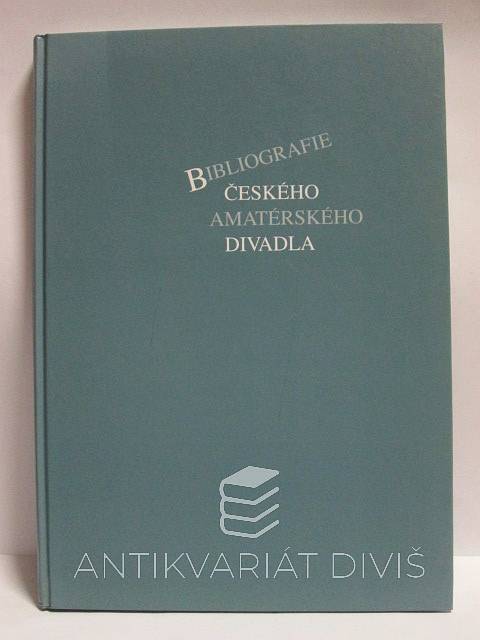 BIBLIOGRAFIE
ČESKÉHO
AMATÉRSKÉHO
DIVADLA
ANTIKVARIÁT DIVIŠ